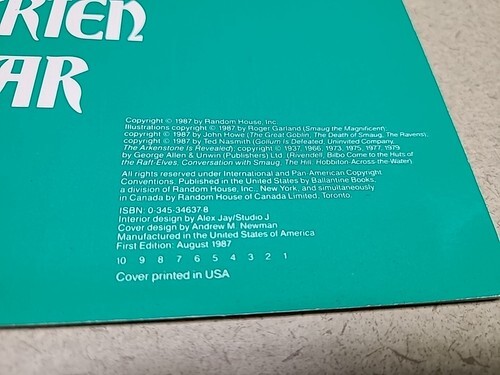 RIEN
AR
Copyright © 1987 by Random House, Inc.
Illustrations copyright © 1987 by Roger Garland (Smaug the Magnificent);
copyright © 1987 by John Howe (The Great Goblin, The Death of Smaug, The Ravens),
copyright © 1987 by Ted Nasmith (Gollum Is Defeated, Uninvited Company,
The Arkenstone Is Revealed); copyright © 1937, 1966, 1973, 1975, 1977, 1979
by George Allen & Unwin (Publishers) Ltd. (Rivendell, Bilbo Come to the Huts of
the Raft Elves, Conversation with Smaug, The Hill: Hobbiton-Across-the-Water).
All rights reserved under International and Pan-American Copyright
Conventions. Published in the United States by Ballantine Books,
a division of Random House, Inc., New York, and simultaneously
in Canada by Random House of Canada Limited, Toronto.
ISBN: 0-345-34637-8
Interior design by Alex Jay/Studio J
Cover design by Andrew M. Newman
Manufactured in the United States of America
First Edition: August 1987
10 9 8 7 6 5 4 3 2 1
Cover printed in USA